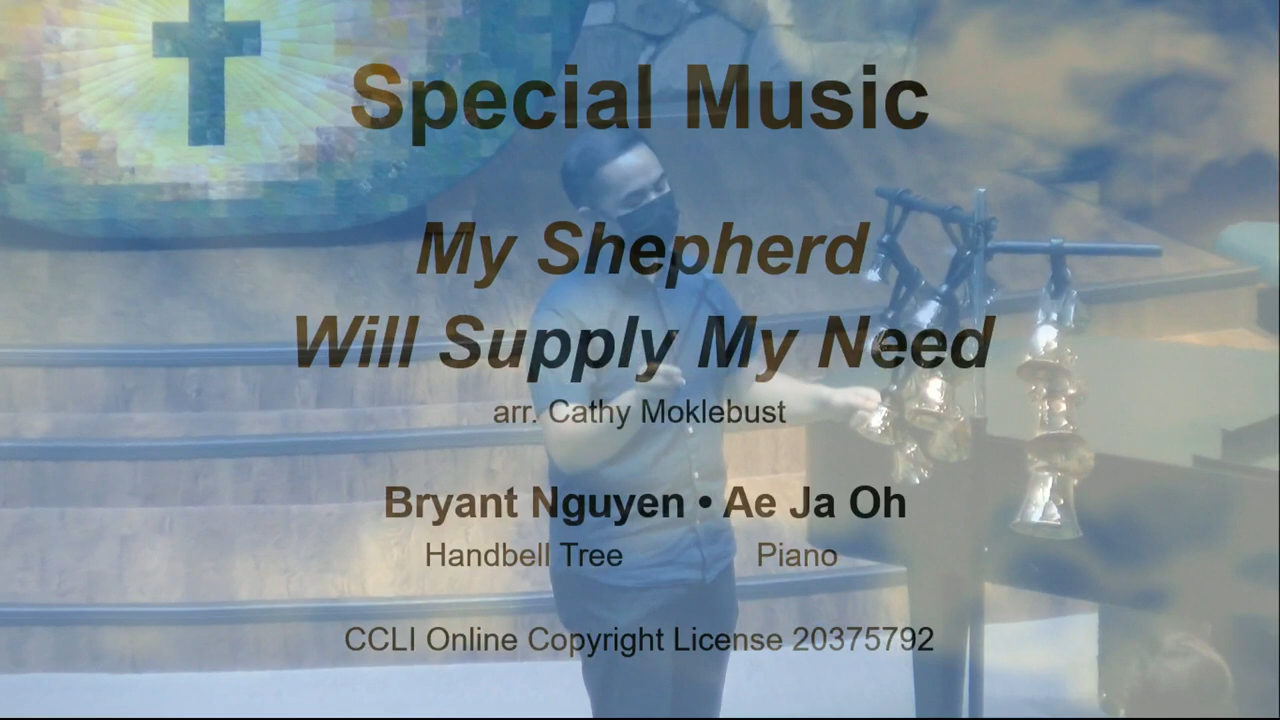 Special Music
My Shepherd
Will Supply My Need
arr. Cathy Moklebust
Bryant Nguyen • Ae Ja Oh
Handbell Tree Piano
CCLI Online Copyright License 20375792